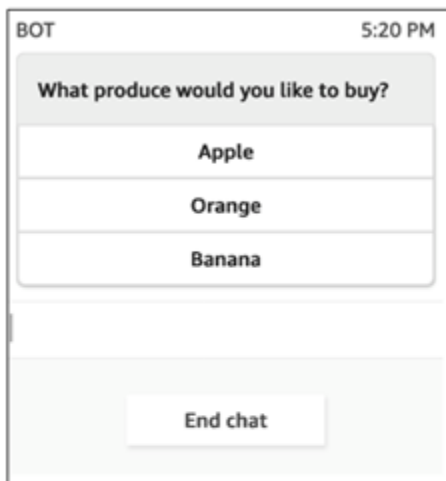 BOT 5:20 PM
What produce would you like to buy?
Apple
Orange
Banana
End chat